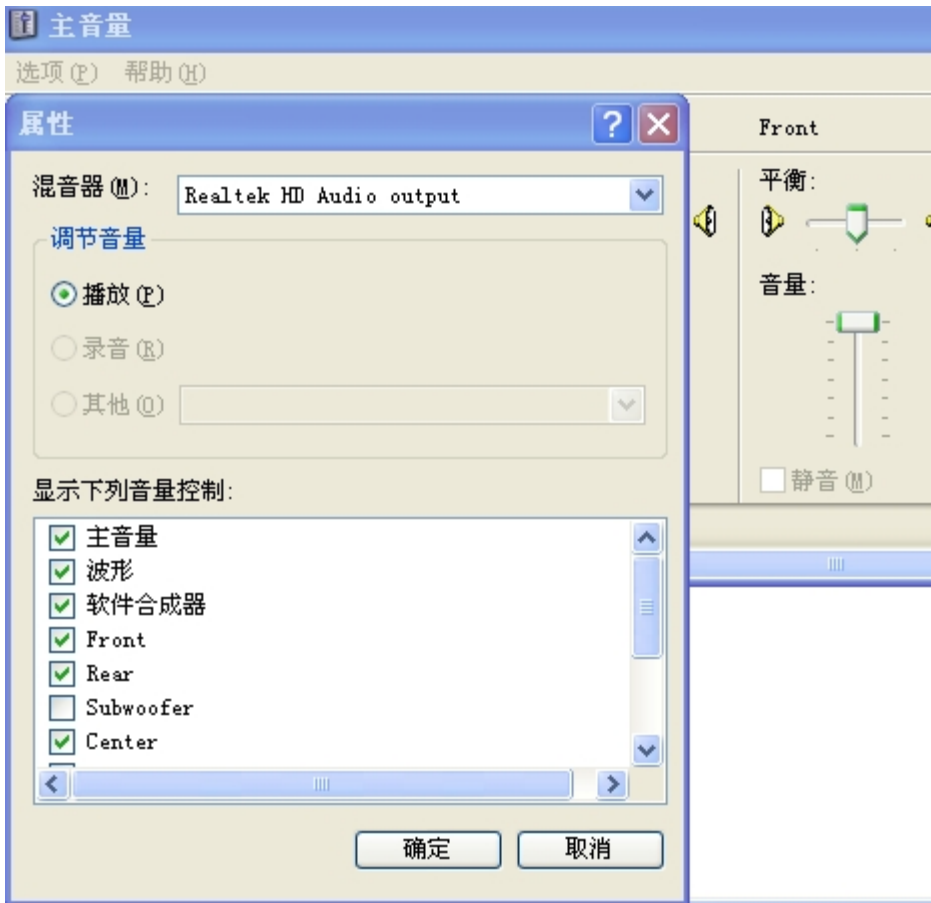 主音量
选项(P) 帮助(H)
属性
Front
混音器(M): Realtek HD Audio output
平衡:
调节音量
播放(P)
音量:
录音(R)
其他(O)
静音(M)
显示下列音量控制:
主音量
波形
软件合成器
Front
Rear
Subwoofer
Center
确定 取消